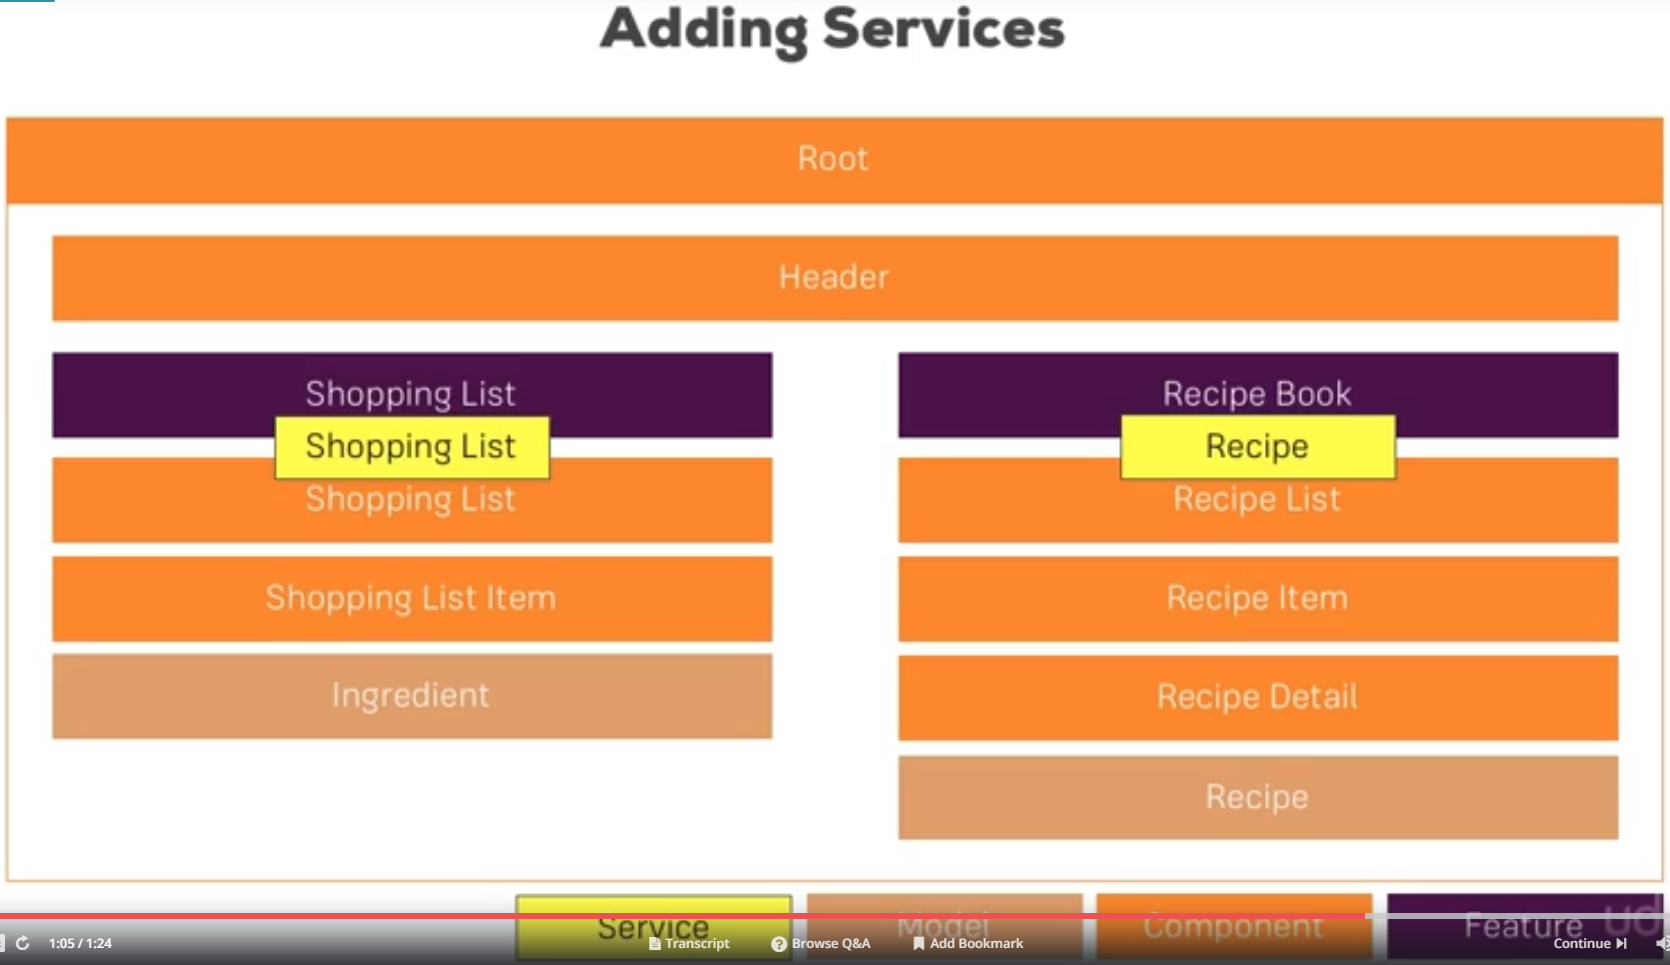 Adding Services
Root
Header
Shopping List
Shopping List
Shopping List
Shopping List Item
Ingredient
Recipe Book
Recipe
Recipe List
Recipe Item
Recipe Detail
Recipe
Service
Model
Component
Feature
1:05 / 1:24
Transcript
Browse Q&A
Add Bookmark
Continue